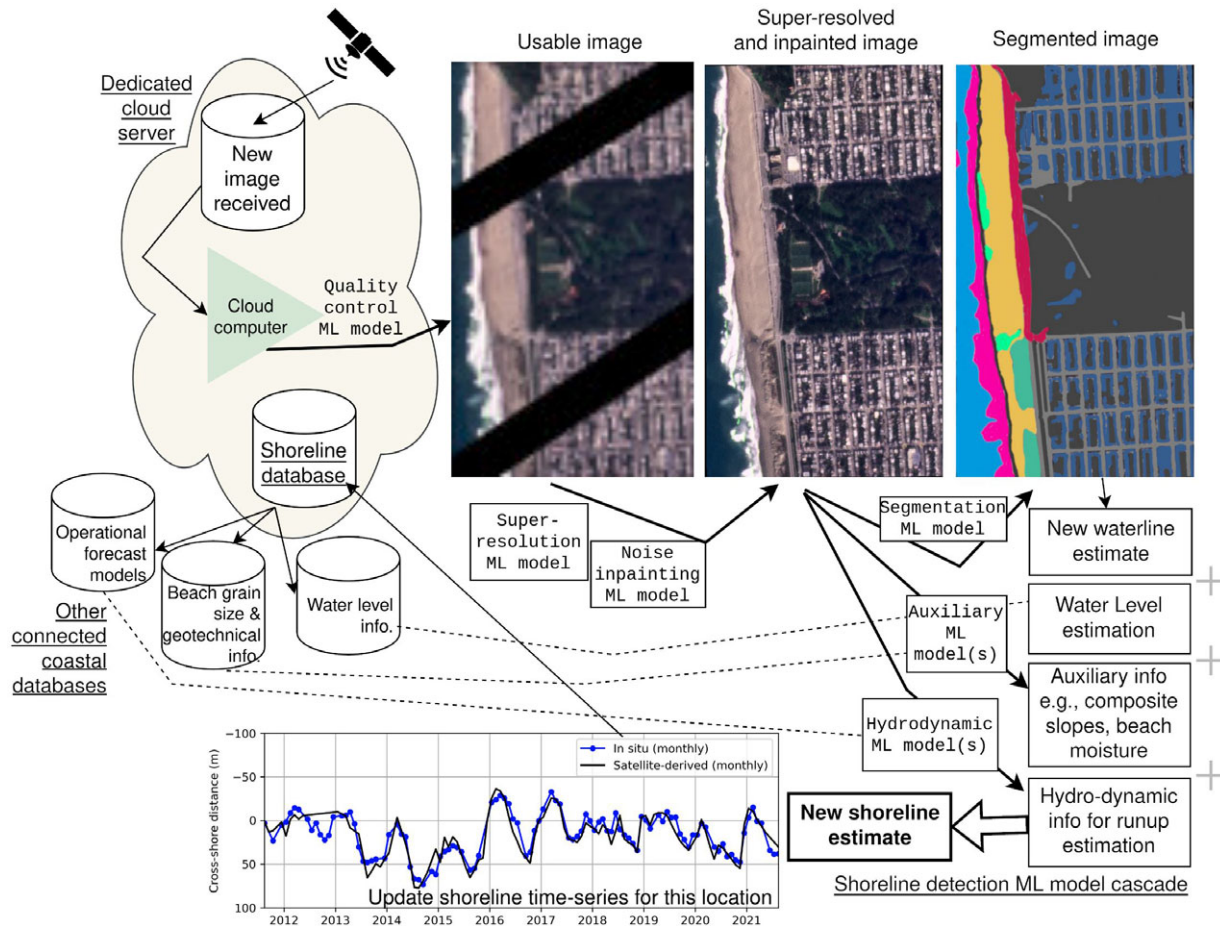 Usable image
Super-resolved
and inpainted image
Segmented image
Dedicated
cloud
server
New
image
received
Cloud
computer
Quality
control
ML model
Shoreline
database
Operational
forecast
models
Beach grain
size &
geotechnical
info.
Water level
info.
Other
connected
coastal
databases
Super-
resolution
ML model
Noise
inpainting
ML model
Segmentation
ML model
Auxiliary
ML
model(s)
Hydrodynamic
ML model(s)
New waterline
estimate
+
Water Level
estimation
+
Auxiliary info
e.g., composite
slopes, beach
moisture
+
Hydro-dynamic
info for runup
estimation
New shoreline
estimate
Shoreline detection ML model cascade
Cross-shore distance (m)
−100
−50
0
50
100
In situ (monthly)
Satellite-derived (monthly)
Update shoreline time-series for this location
2012 2013 2014 2015 2016 2017 2018 2019 2020 2021